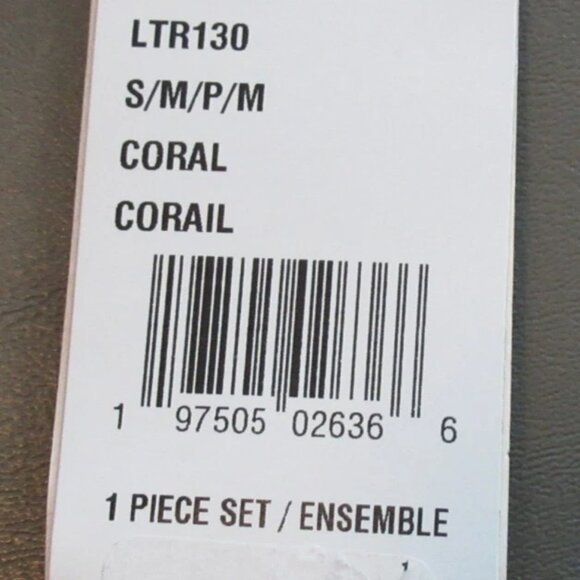 LTR130
S/M/P/M
CORAL
CORAIL
1 97505 02636 6
1 PIECE SET / ENSEMBLE